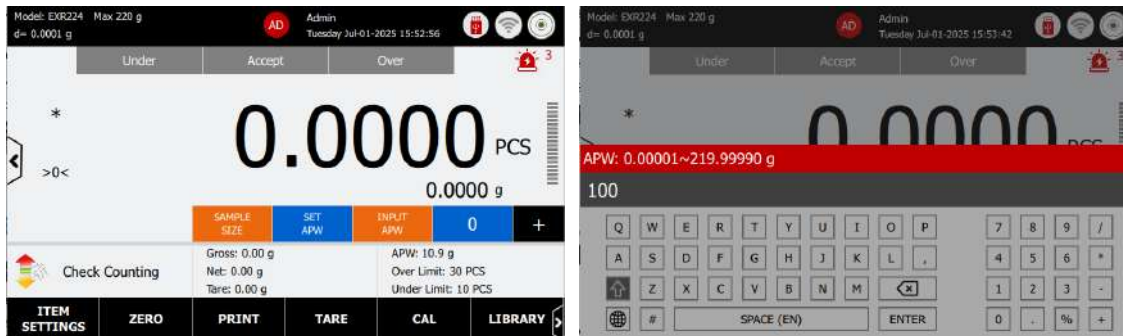 Model: EXR224 Max 220 g
d= 0.0001 g
AD
Admin
Tuesday Jul-01-2025 15:52:56
Under
Accept
Over
3
*
>0<
0.0000 PCS
0.0000 g
SAMPLE SIZE
SET APW
INPUT APW
0
+
Check Counting
Gross: 0.00 g
Net: 0.00 g
Tare: 0.00 g
APW: 10.9 g
Over Limit: 30 PCS
Under Limit: 10 PCS
ITEM SETTINGS
ZERO
PRINT
TARE
CAL
LIBRARY
Model: EXR224 Max 220 g
d= 0.0001 g
AD
Admin
Tuesday Jul-01-2025 15:53:42
Under
Accept
Over
3
*
0.0000
APW: 0.00001~219.99990 g
100
Q W E R T Y U I O P 7 8 9 /
A S D F G H J K L , 4 5 6 *
Z X C V B N M 1 2 3 -
# SPACE (EN) ENTER 0 . % +